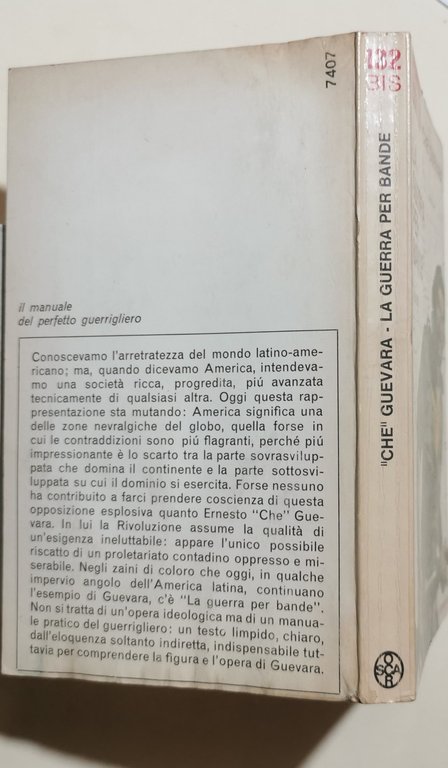 7407
il manuale
del perfetto guerrigliero
Conoscevamo l'arretratezza del mondo latino-ame-
ricano; ma, quando dicevamo America, intendeva-
mo una società ricca, progredita, piú avanzata
tecnicamente di qualsiasi altra. Oggi questa rap-
presentazione sta mutando: America significa una
delle zone nevralgiche del globo, quella forse in
cui le contraddizioni sono piú flagranti, perché piú
impressionante è lo scarto tra la parte sovrasvilup-
pata che domina il continente e la parte sottosvi-
luppata su cui il dominio si esercita. Forse nessuno
ha contribuito a farci prendere coscienza di questa
opposizione esplosiva quanto Ernesto "Che" Gue-
vara. In lui la Rivoluzione assume la qualità di
un'esigenza ineluttabile: appare l'unico possibile
riscatto di un proletariato contadino oppresso e mi-
serabile. Negli zaini di coloro che oggi, in qualche
impervio angolo dell'America latina, continuano
l'esempio di Guevara, c'è "La guerra per bande".
Non si tratta di un'opera ideologica ma di un manua-
le pratico del guerrigliero: un testo limpido, chiaro,
dall'eloquenza soltanto indiretta, indispensabile tut-
tavia per comprendere la figura e l'opera di Guevara.
132
BIS
"CHE" GUEVARA - LA GUERRA PER BANDE
OSCAR